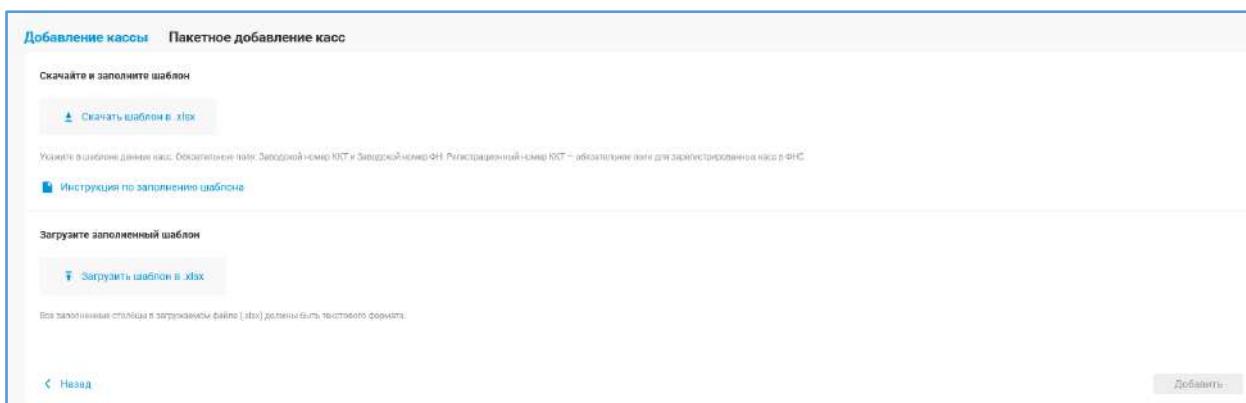 Добавление кассы Пакетное добавление касс
Скачайте и заполните шаблон
Скачать шаблон в .xlsx
Укажите в шаблоне данные касс. Обязательные поля: Заводской номер ККТ и Заводской номер ФН. Регистрационный номер ККТ — обязательное поле для зарегистрированных касс в ФНС.
Инструкция по заполнению шаблона
Загрузите заполненный шаблон
Загрузить шаблон в .xlsx
Все заполненные столбцы в загружаемом файле (.xlsx) должны быть текстового формата.
Назад
Добавить